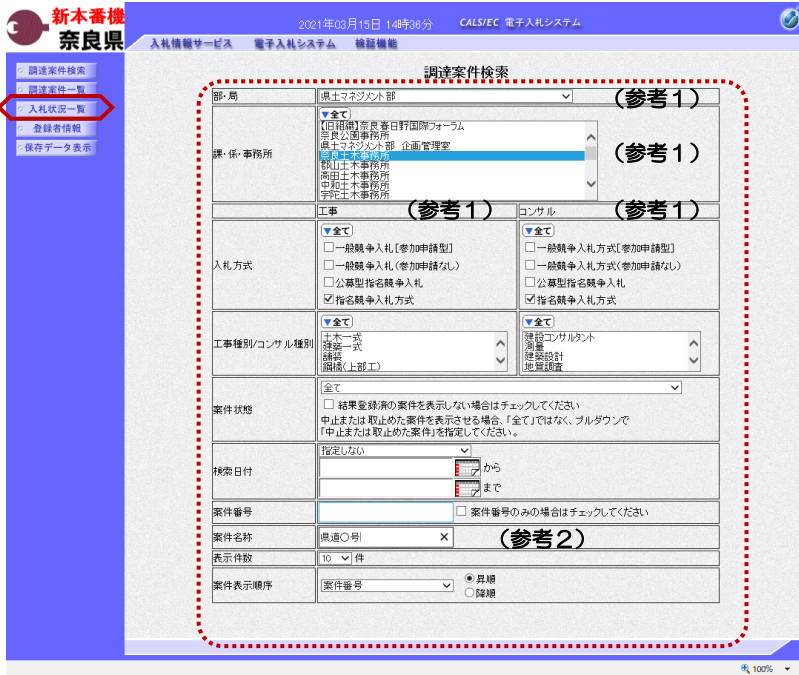 新本番機
奈良県
2021年03月15日 14時36分
CALS/EC 電子入札システム
入札情報サービス 電子入札システム 検証機能
調達案件検索
調達案件一覧
入札状況一覧
登録者情報
保存データ表示
調達案件検索
部・局
県土マネジメント部
(参考1)
課・係・事務所
▼全て
【旧組織】奈良春日野国際フォーラム
奈良公園事務所
県土マネジメント部 企画管理室
奈良土木事務所
郡山土木事務所
高田土木事務所
中和土木事務所
宇陀土木事務所
(参考1)
工事
(参考1)
コンサル
(参考1)
入札方式
▼全て
一般競争入札[参加申請型]
一般競争入札(参加申請なし)
公募型指名競争入札
指名競争入札方式
▼全て
一般競争入札方式[参加申請型]
一般競争入札方式(参加申請なし)
公募型指名競争入札
指名競争入札方式
工事種別/コンサル種別
▼全て
土木一式
建築一式
舗装
鋼橋(上部工)
▼全て
建設コンサルタント
測量
建築設計
地質調査
案件状態
全て
結果登録済の案件を表示しない場合はチェックしてください
中止または取止めた案件を表示させる場合、「全て」ではなく、プルダウンで
「中止または取止めた案件」を指定してください。
検索日付
指定しない
から
まで
案件番号
案件番号のみの場合はチェックしてください
案件名称
県道〇号
(参考2)
表示件数
10 件
案件表示順序
案件番号
昇順
降順
100%